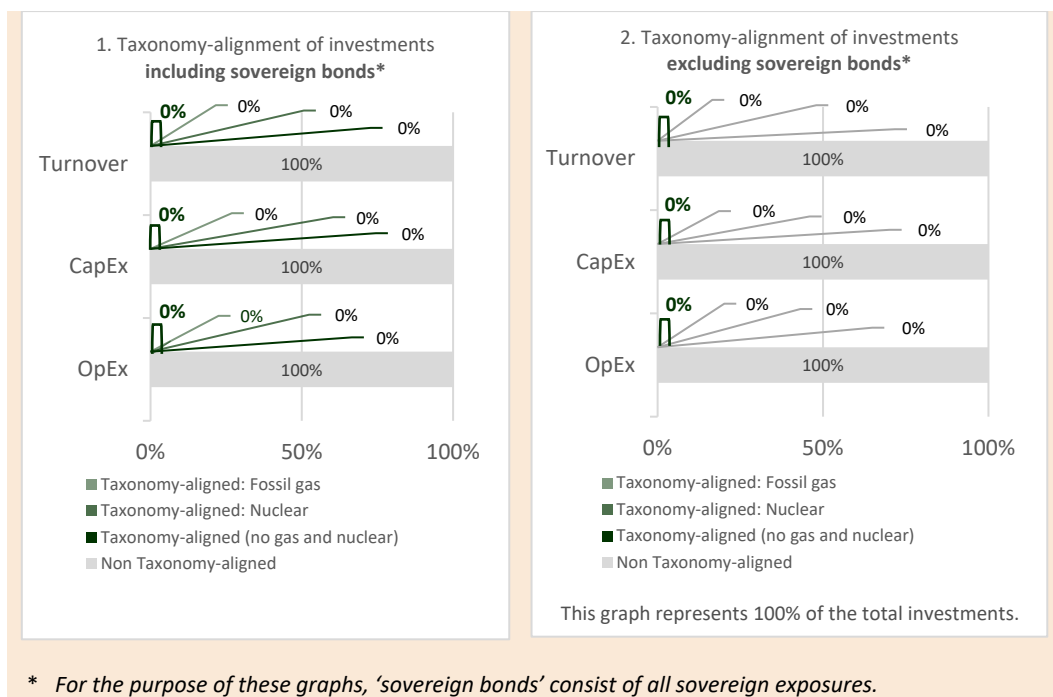 1. Taxonomy-alignment of investments
including sovereign bonds*
0%
0%
0%
0%
Turnover
100%
0%
0%
0%
0%
CapEx
100%
0%
0%
0%
0%
OpEx
100%
0%
50%
100%
Taxonomy-aligned: Fossil gas
Taxonomy-aligned: Nuclear
Taxonomy-aligned (no gas and nuclear)
Non Taxonomy-aligned
2. Taxonomy-alignment of investments
excluding sovereign bonds*
0%
0%
0%
0%
Turnover
100%
0%
0%
0%
0%
CapEx
100%
0%
0%
0%
0%
OpEx
100%
0%
50%
100%
Taxonomy-aligned: Fossil gas
Taxonomy-aligned: Nuclear
Taxonomy-aligned (no gas and nuclear)
Non Taxonomy-aligned
This graph represents 100% of the total investments.
* For the purpose of these graphs, ‘sovereign bonds’ consist of all sovereign exposures.